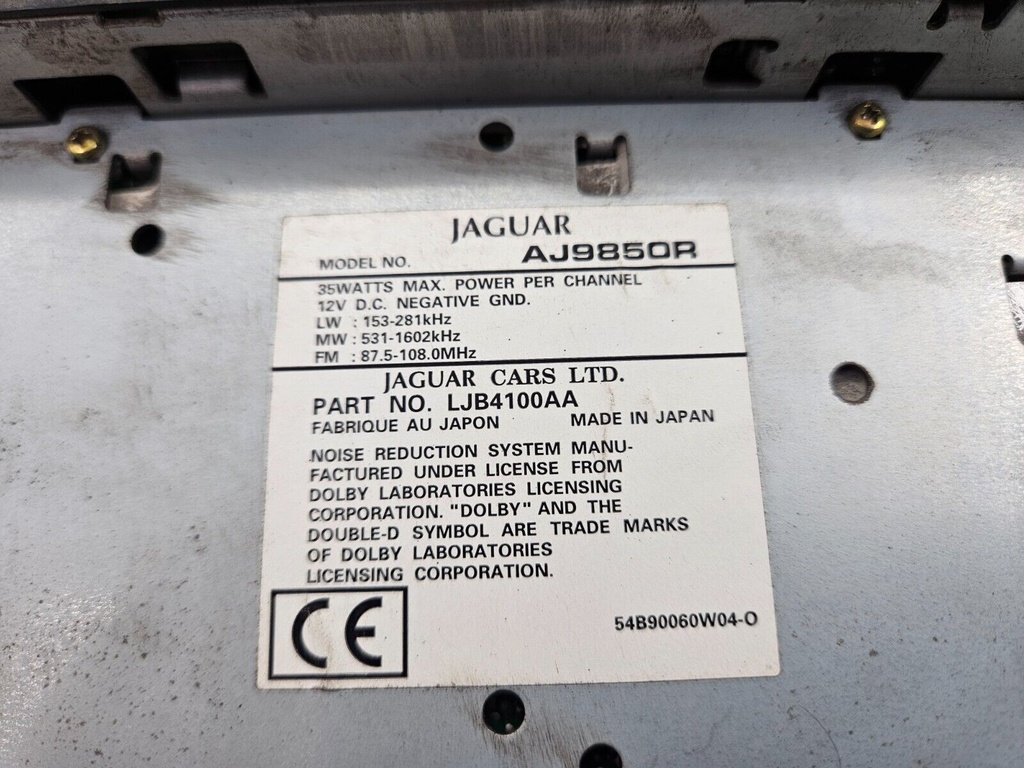 JAGUAR
MODEL NO. AJ9850R
35WATTS MAX. POWER PER CHANNEL
12V D.C. NEGATIVE GND.
LW : 153-281kHz
MW : 531-1602kHz
FM : 87.5-108.0MHz
JAGUAR CARS LTD.
PART NO. LJB4100AA
FABRIQUE AU JAPON MADE IN JAPAN
NOISE REDUCTION SYSTEM MANU-
FACTURED UNDER LICENSE FROM
DOLBY LABORATORIES LICENSING
CORPORATION. "DOLBY" AND THE
DOUBLE-D SYMBOL ARE TRADE MARKS
OF DOLBY LABORATORIES
LICENSING CORPORATION.
CE
54B90060W04-O